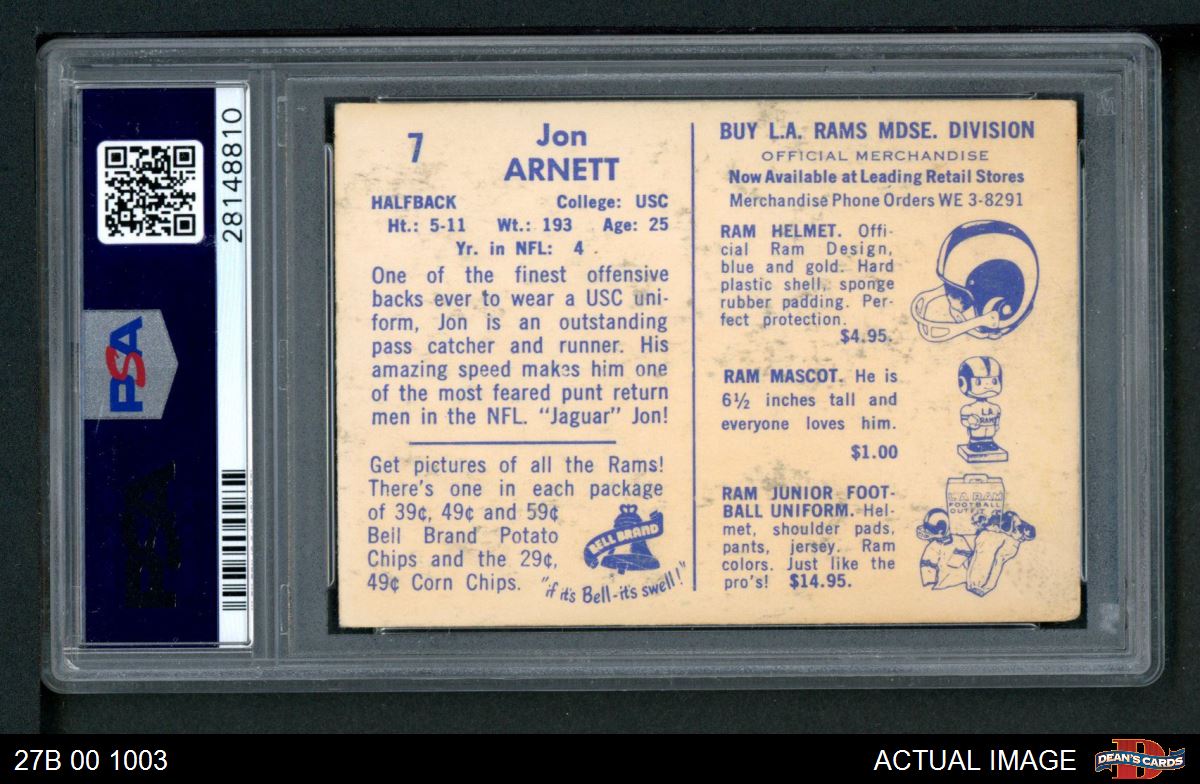 28148810
PSA
PSA
7
Jon
ARNETT
HALFBACK College: USC
Ht.: 5-11 Wt.: 193 Age: 25
Yr. in NFL: 4
One of the finest offensive
backs ever to wear a USC uni-
form, Jon is an outstanding
pass catcher and runner. His
amazing speed makes him one
of the most feared punt return
men in the NFL. "Jaguar" Jon!
Get pictures of all the Rams!
There's one in each package
of 39¢, 49¢ and 59¢
Bell Brand Potato
Chips and the 29¢,
49¢ Corn Chips.
BELL BRAND
"if it's Bell-it's swell!"
BUY L.A. RAMS MDSE. DIVISION
OFFICIAL MERCHANDISE
Now Available at Leading Retail Stores
Merchandise Phone Orders WE 3-8291
RAM HELMET. Offi-
cial Ram Design,
blue and gold. Hard
plastic shell, sponge
rubber padding. Per-
fect protection.
$4.95.
RAM MASCOT. He is
6½ inches tall and
everyone loves him.
$1.00
L.A.
RAMS
RAM JUNIOR FOOT-
BALL UNIFORM. Hel-
met, shoulder pads,
pants, jersey. Ram
colors. Just like the
pro's! $14.95.
L.A. RAM
FOOTBALL
OUTFIT
27B 00 1003
ACTUAL IMAGE
D
DEAN'S CARDS